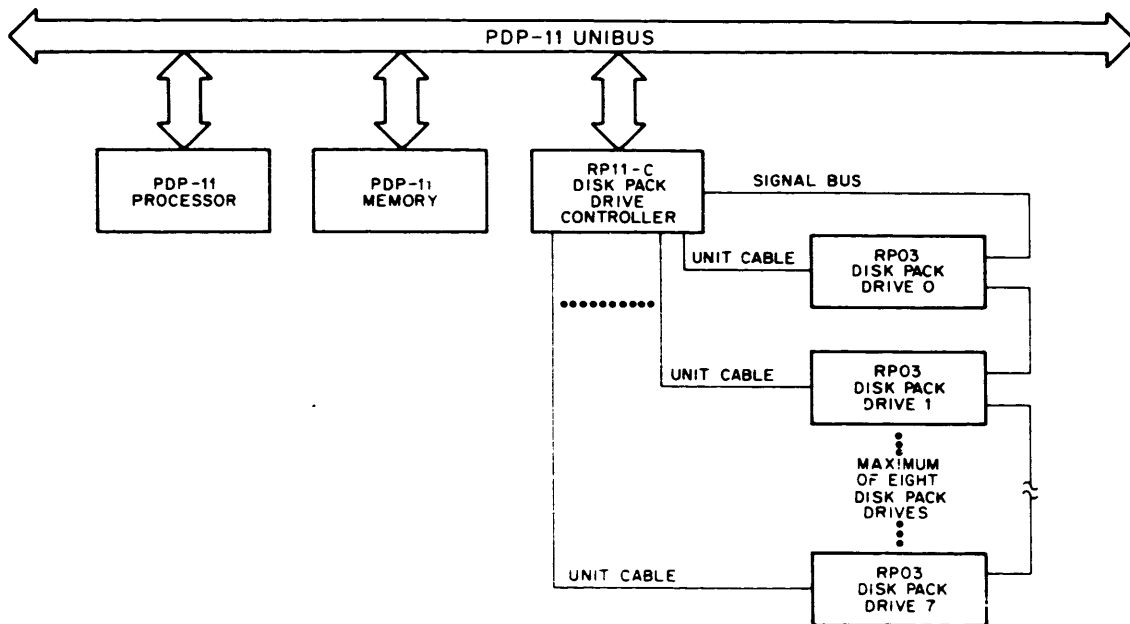 PDP-11 UNIBUS
PDP-11
PROCESSOR
PDP-11
MEMORY
RP11-C
DISK PACK
DRIVE
CONTROLLER
SIGNAL BUS
UNIT CABLE
RP03
DISK PACK
DRIVE 0
UNIT CABLE
RP03
DISK PACK
DRIVE 1
MAXIMUM
OF EIGHT
DISK PACK
DRIVES
UNIT CABLE
RP03
DISK PACK
DRIVE 7